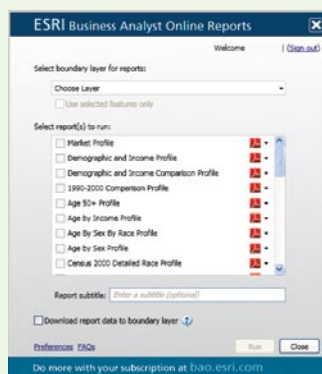 ESRI Business Analyst Online Reports
Welcome | (Sign out)
Select boundary layer for reports:
Choose Layer
Use selected features only
Select report(s) to run:
Market Profile
Demographic and Income Profile
Demographic and Income Comparison Profile
1990-2000 Comparison Profile
Age 50+ Profile
Age by Income Profile
Age By Sex By Race Profile
Age by Sex Profile
Census 2000 Detailed Race Profile
Report subtitle: Enter a subtitle (optional)
Download report data to boundary layer ?
Preferences FAQs Run Close
Do more with your subscription at bao.esri.com